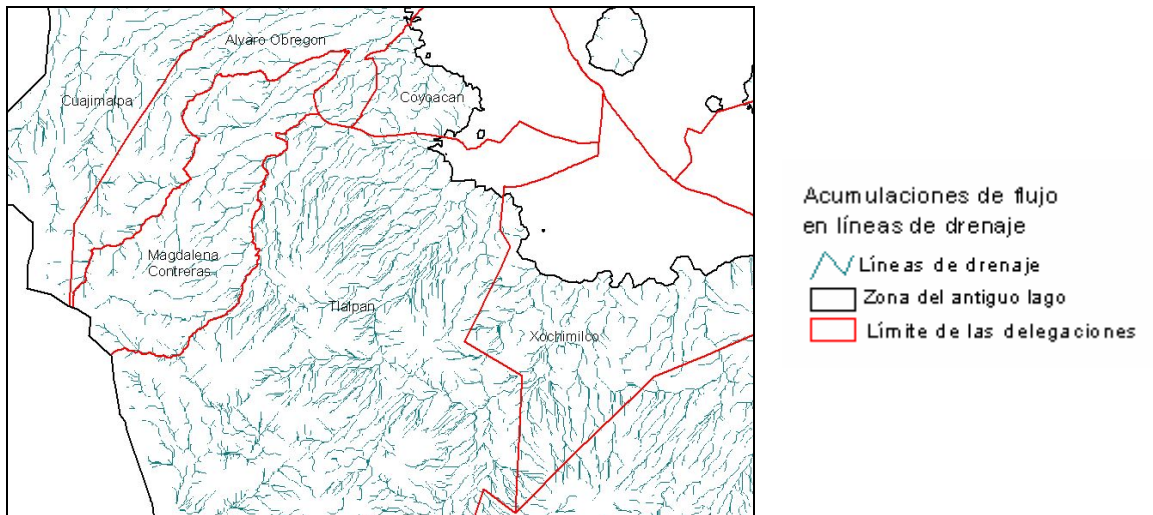 Alvaro Obregon
Cuajimalpa
Coyoacan
Magdalena
Contreras
Tlalpan
Xochimilco
Acumulaciones de flujo
en líneas de drenaje
Líneas de drenaje
Zona del antiguo lago
Límite de las delegaciones